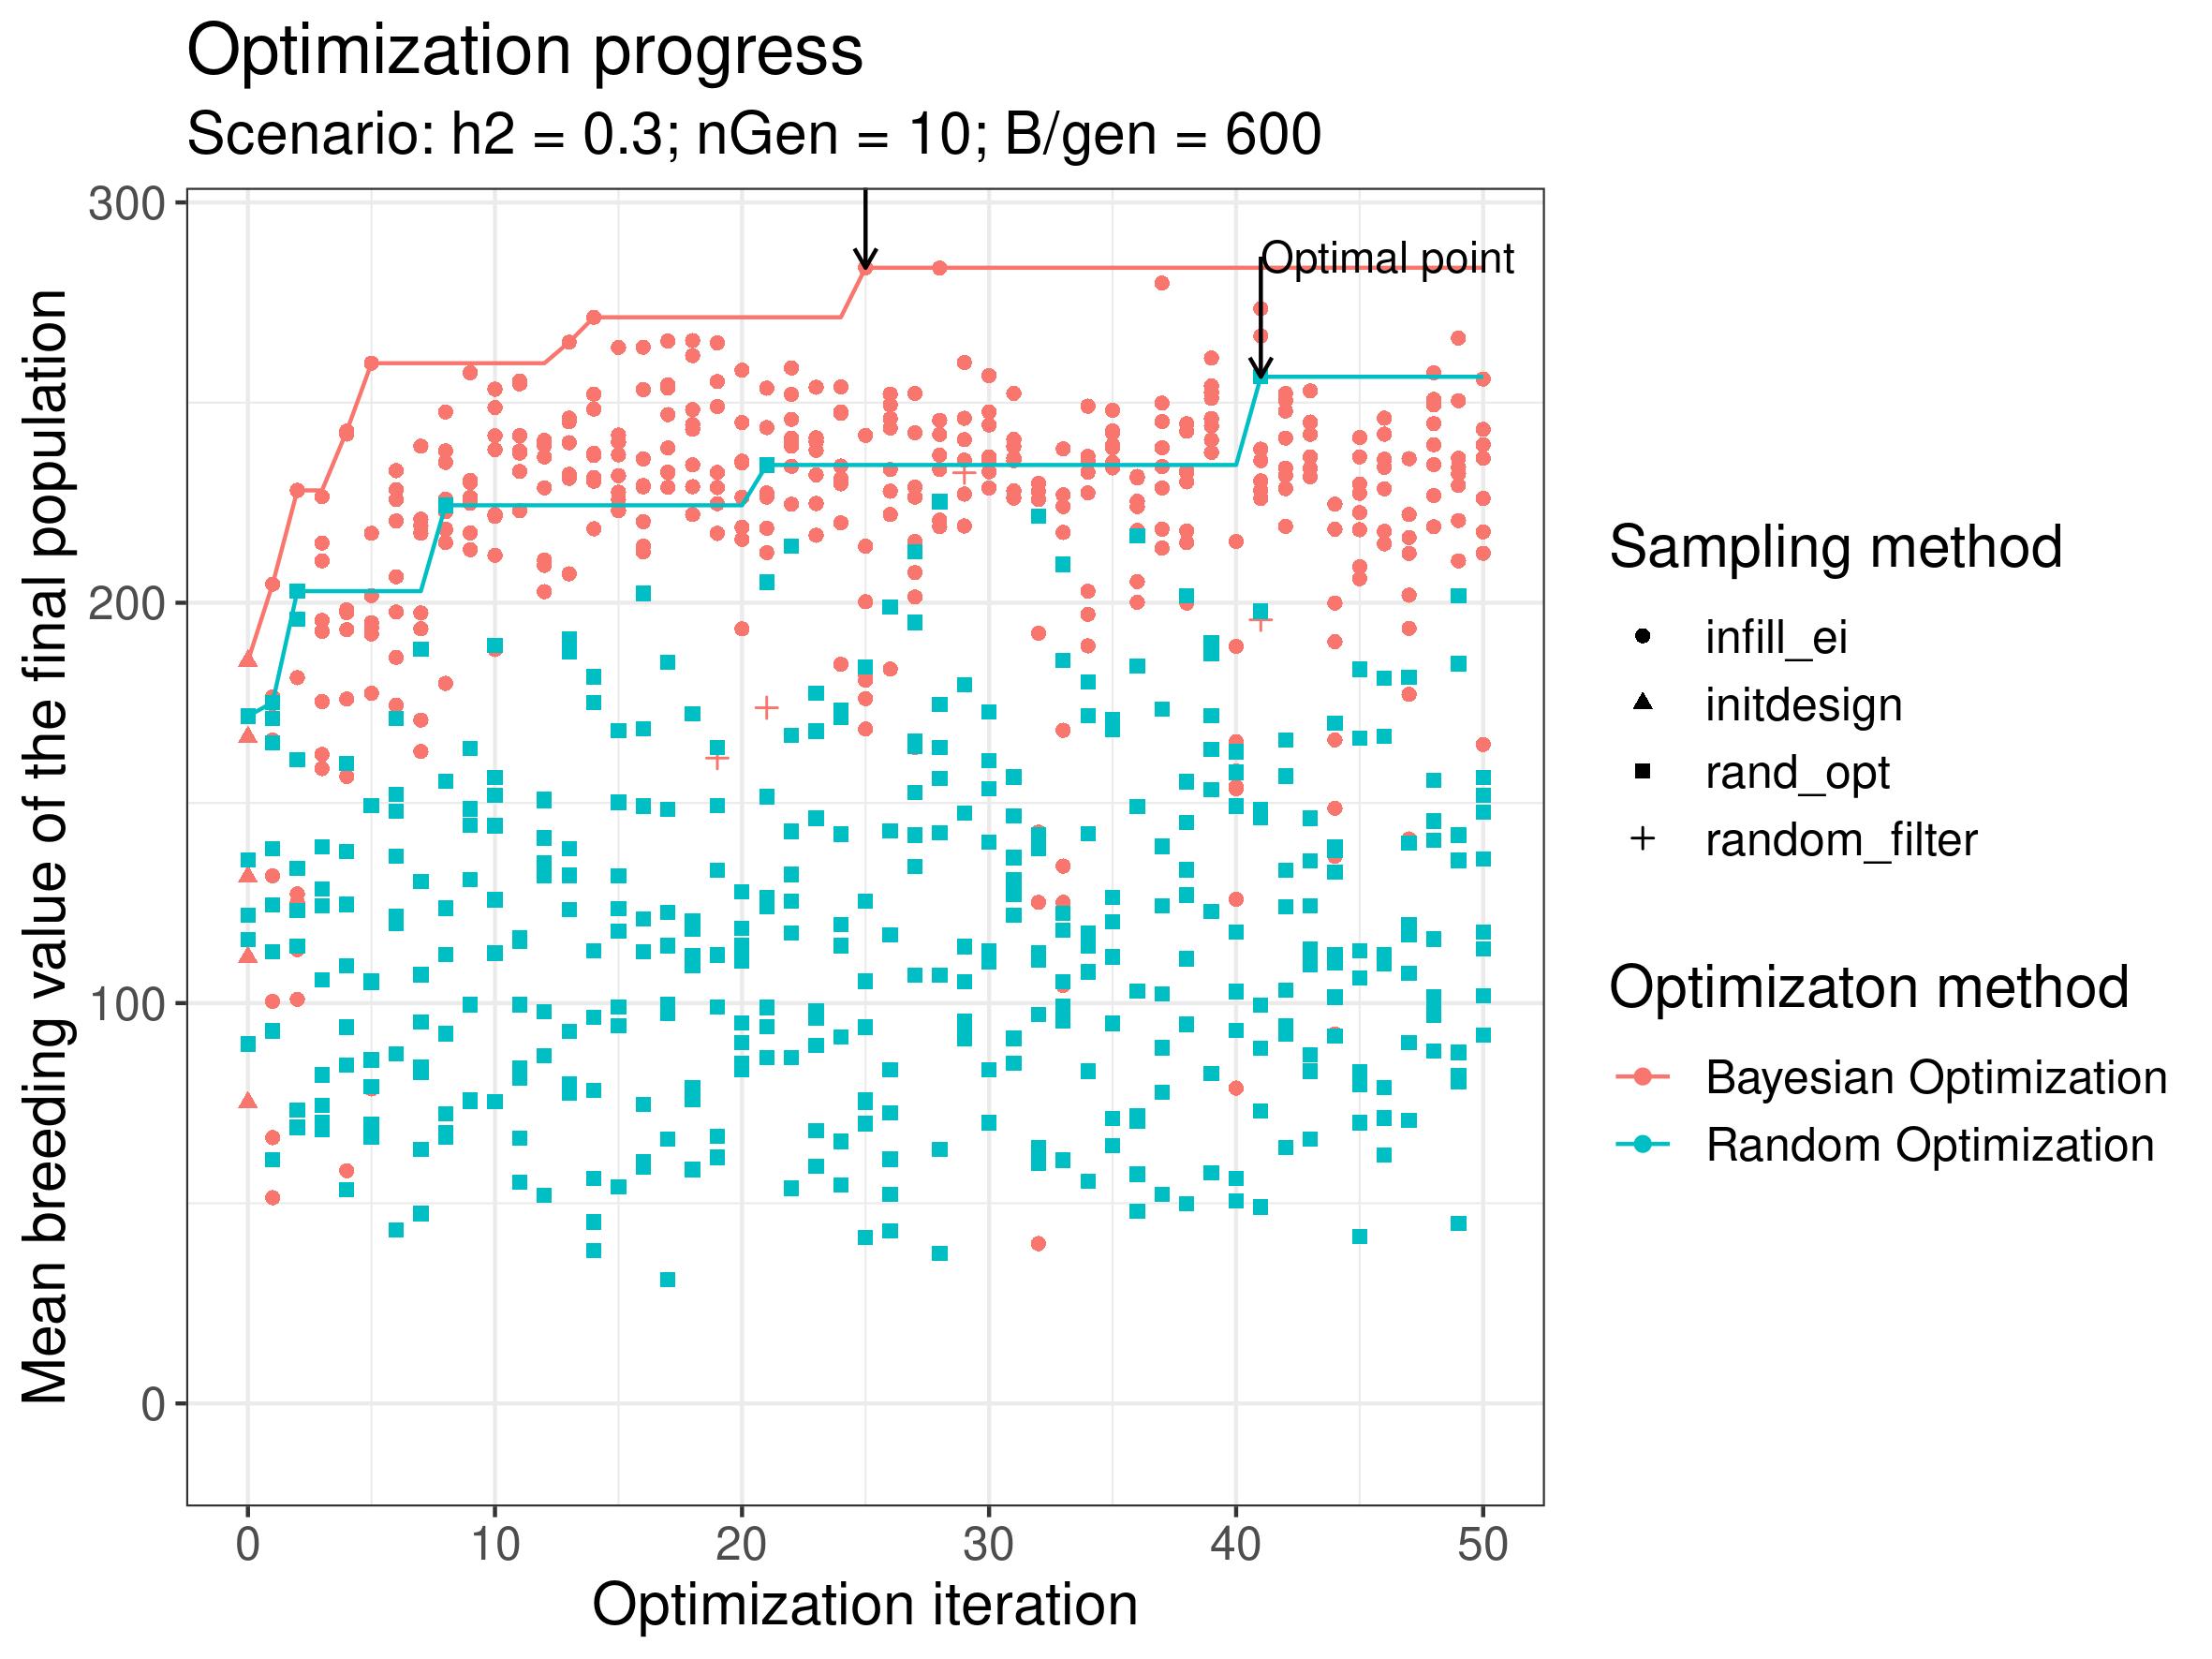 Optimization progress
Scenario: h2 = 0.3; nGen = 10; B/gen = 600
Mean breeding value of the final population
300
200
100
0
Optimal point
0 10 20 30 40 50
Optimization iteration
Sampling method
infill_ei
initdesign
rand_opt
random_filter
Optimizaton method
Bayesian Optimization
Random Optimization